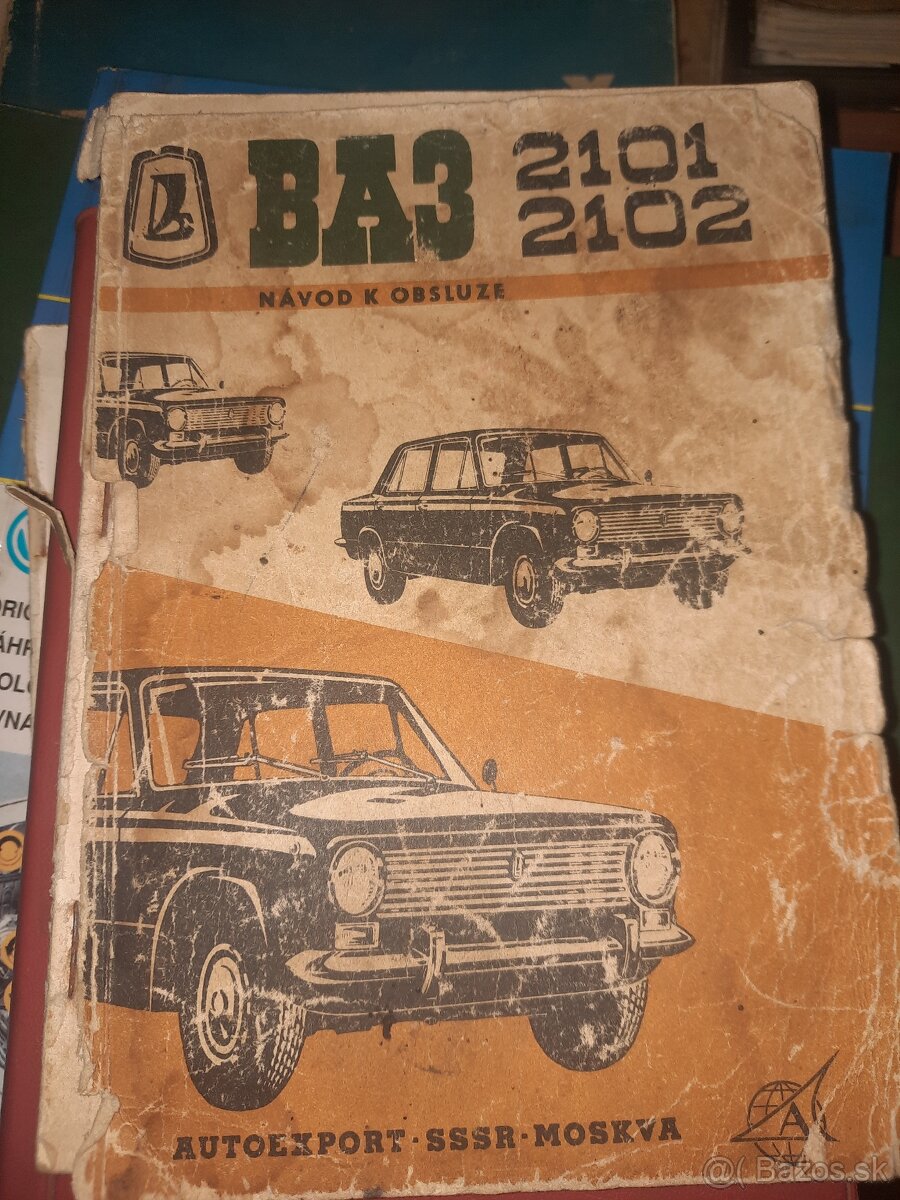 ВАЗ 2101
2102
NÁVOD K OBSLUZE
AUTOEXPORT·SSSR·MOSKVA
A
@( Bazos.sk